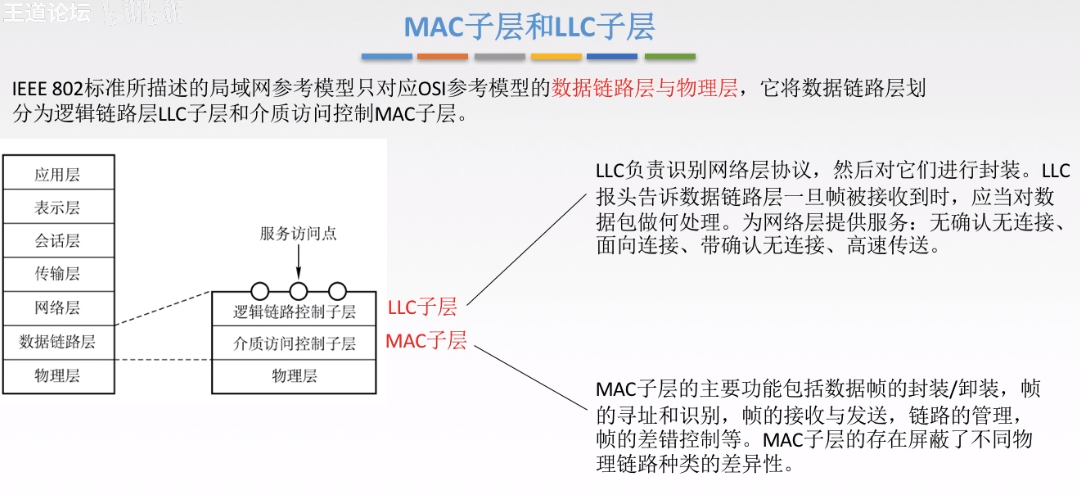 王道论坛
MAC子层和LLC子层
IEEE 802标准所描述的局域网参考模型只对应OSI参考模型的数据链路层与物理层，它将数据链路层划
分为逻辑链路层LLC子层和介质访问控制MAC子层。
应用层
表示层
会话层
传输层
网络层
数据链路层
物理层
服务访问点
逻辑链路控制子层
介质访问控制子层
物理层
LLC子层
MAC子层
LLC负责识别网络层协议，然后对它们进行封装。LLC
报头告诉数据链路层一旦帧被接收到时，应当对数
据包做何处理。为网络层提供服务：无确认无连接、
面向连接、带确认无连接、高速传送。
MAC子层的主要功能包括数据帧的封装/卸装，帧
的寻址和识别，帧的接收与发送，链路的管理，
帧的差错控制等。MAC子层的存在屏蔽了不同物
理链路种类的差异性。